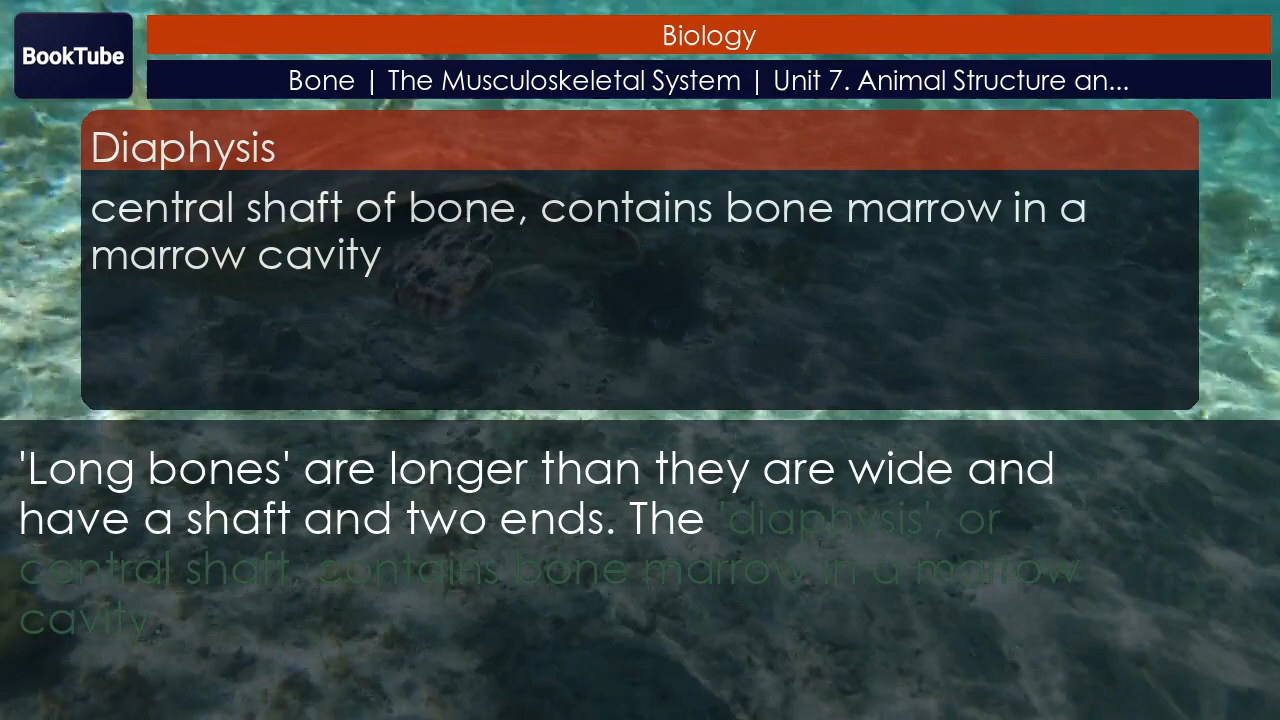 BookTube
Biology
Bone | The Musculoskeletal System | Unit 7. Animal Structure an...
Diaphysis
central shaft of bone, contains bone marrow in a
marrow cavity
'Long bones' are longer than they are wide and
have a shaft and two ends. The 'diaphysis', or
central shaft, contains bone marrow in a marrow
cavity.